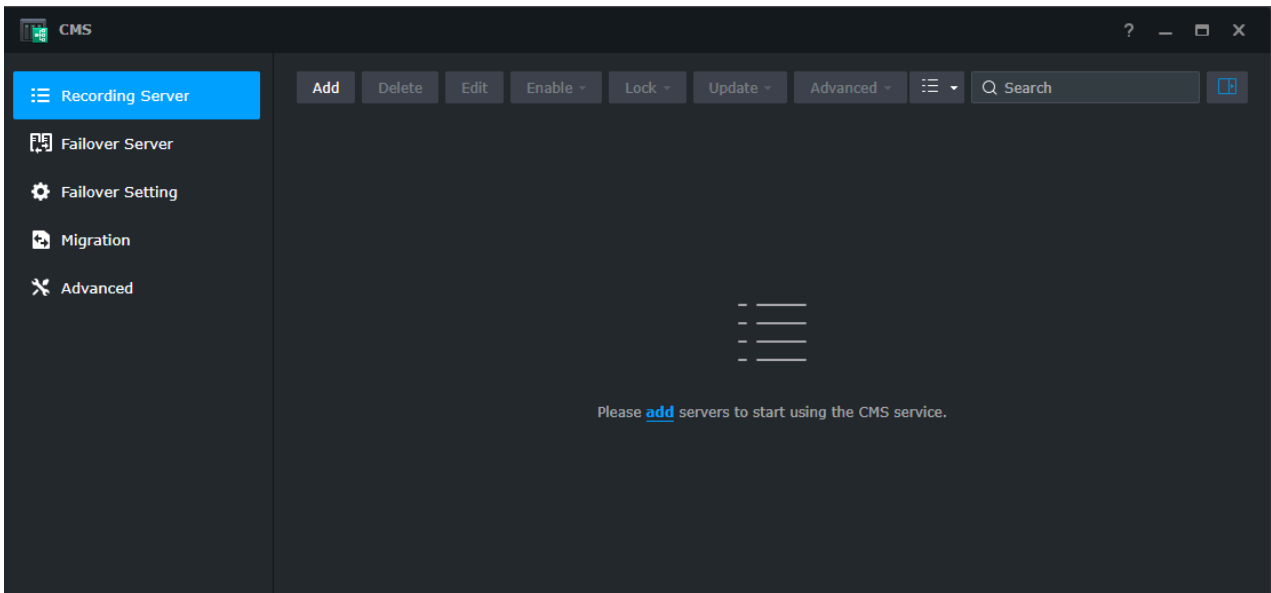 CMS
?
Recording Server
Failover Server
Failover Setting
Migration
Advanced
Add Delete Edit Enable Lock Update Advanced Search
Please add servers to start using the CMS service.